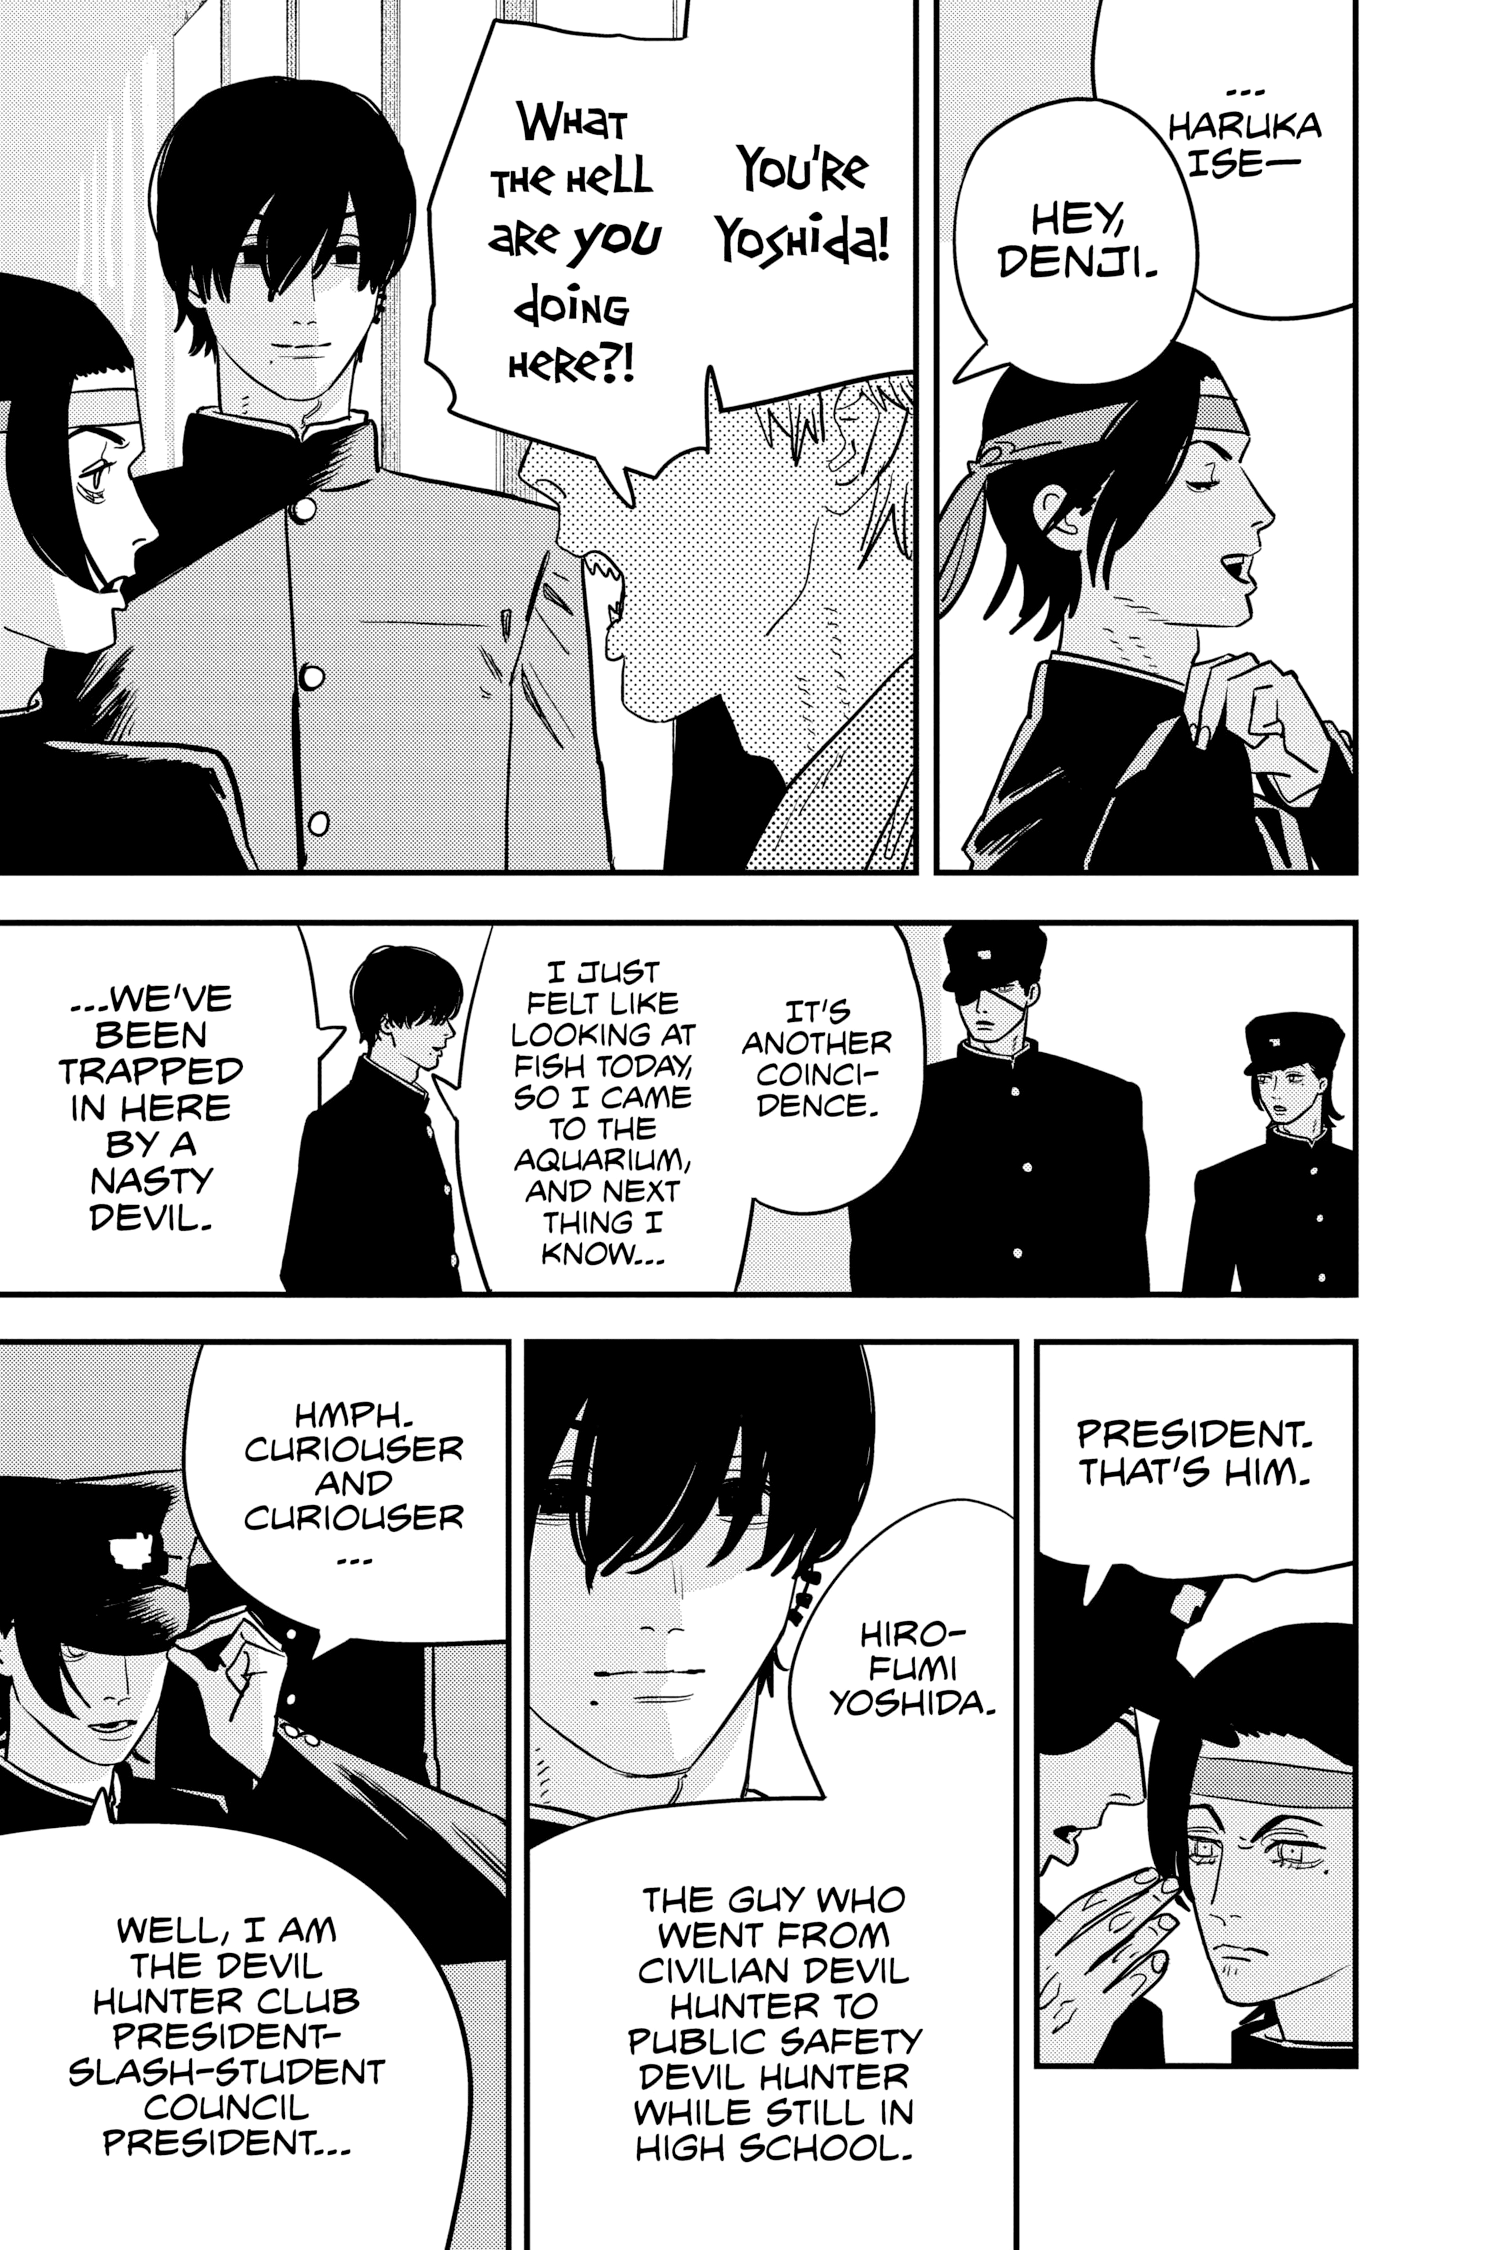 ...
HARUKA
ISE—
HEY,
DENJI.
YOU'RE
YOSHIDA!
WHAT
THE HELL
ARE YOU
DOING
HERE?!
IT'S
ANOTHER
COINCI-
DENCE.
I JUST
FELT LIKE
LOOKING AT
FISH TODAY,
SO I CAME
TO THE
AQUARIUM,
AND NEXT
THING I
KNOW...
...WE'VE
BEEN
TRAPPED
IN HERE
BY A
NASTY
DEVIL.
PRESIDENT.
THAT'S HIM.
HIRO-
FUMI
YOSHIDA.
THE GUY WHO
WENT FROM
CIVILIAN DEVIL
HUNTER TO
PUBLIC SAFETY
DEVIL HUNTER
WHILE STILL IN
HIGH SCHOOL.
HMPH.
CURIOUSER
AND
CURIOUSER
...
WELL, I AM
THE DEVIL
HUNTER CLUB
PRESIDENT-
SLASH-STUDENT
COUNCIL
PRESIDENT...